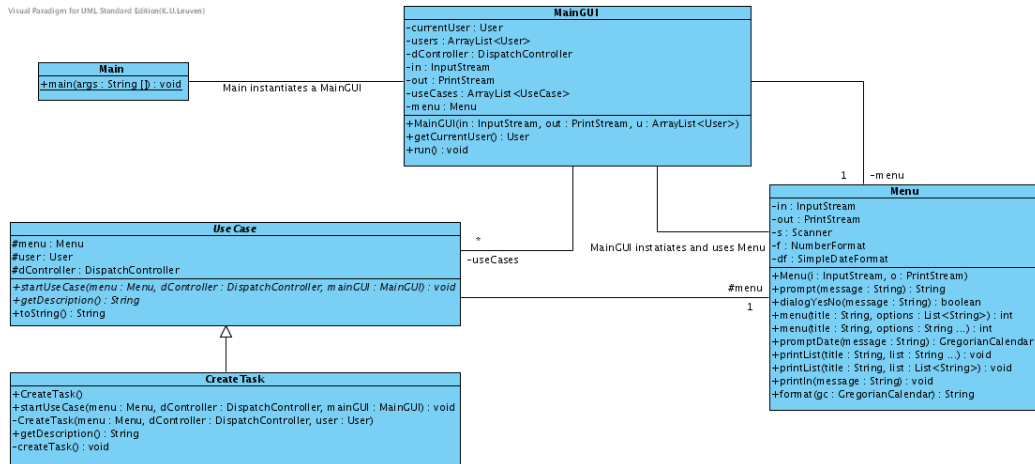 Visual Paradigm for UML Standard Edition(K.U.Leuven)
MainGUI
-currentUser : User
-users : ArrayList<User>
-dController : DispatchController
-in : InputStream
-out : PrintStream
-useCases : ArrayList<UseCase>
-menu : Menu
+MainGUI(in : InputStream, out : PrintStream, u : ArrayList<User>)
+getCurrentUser() : User
+run() : void
Main
+main(args : String []) : void
Main instantiates a MainGUI
1
-menu
Menu
-in : InputStream
-out : PrintStream
-s : Scanner
-f : NumberFormat
-df : SimpleDateFormat
+Menu(i : InputStream, o : PrintStream)
+prompt(message : String) : String
+dialogYesNo(message : String) : boolean
+menu(title : String, options : List<String>) : int
+menu(title : String, options : String ...) : int
+promptDate(message : String) : GregorianCalendar
+printList(title : String, list : String ...) : void
+printList(title : String, list : List<String>) : void
+println(message : String) : void
+format(gc : GregorianCalendar) : String
MainGUI instatiates and uses Menu
Use Case
#menu : Menu
#user : User
#dController : DispatchController
+startUseCase(menu : Menu, dController : DispatchController, mainGUI : MainGUI) : void
+getDescription() : String
+toString() : String
*
-useCases
#menu
1
CreateTask
+CreateTask()
+startUseCase(menu : Menu, dController : DispatchController, mainGUI : MainGUI) : void
-CreateTask(menu : Menu, dController : DispatchController, user : User)
+getDescription() : String
-createTask() : void